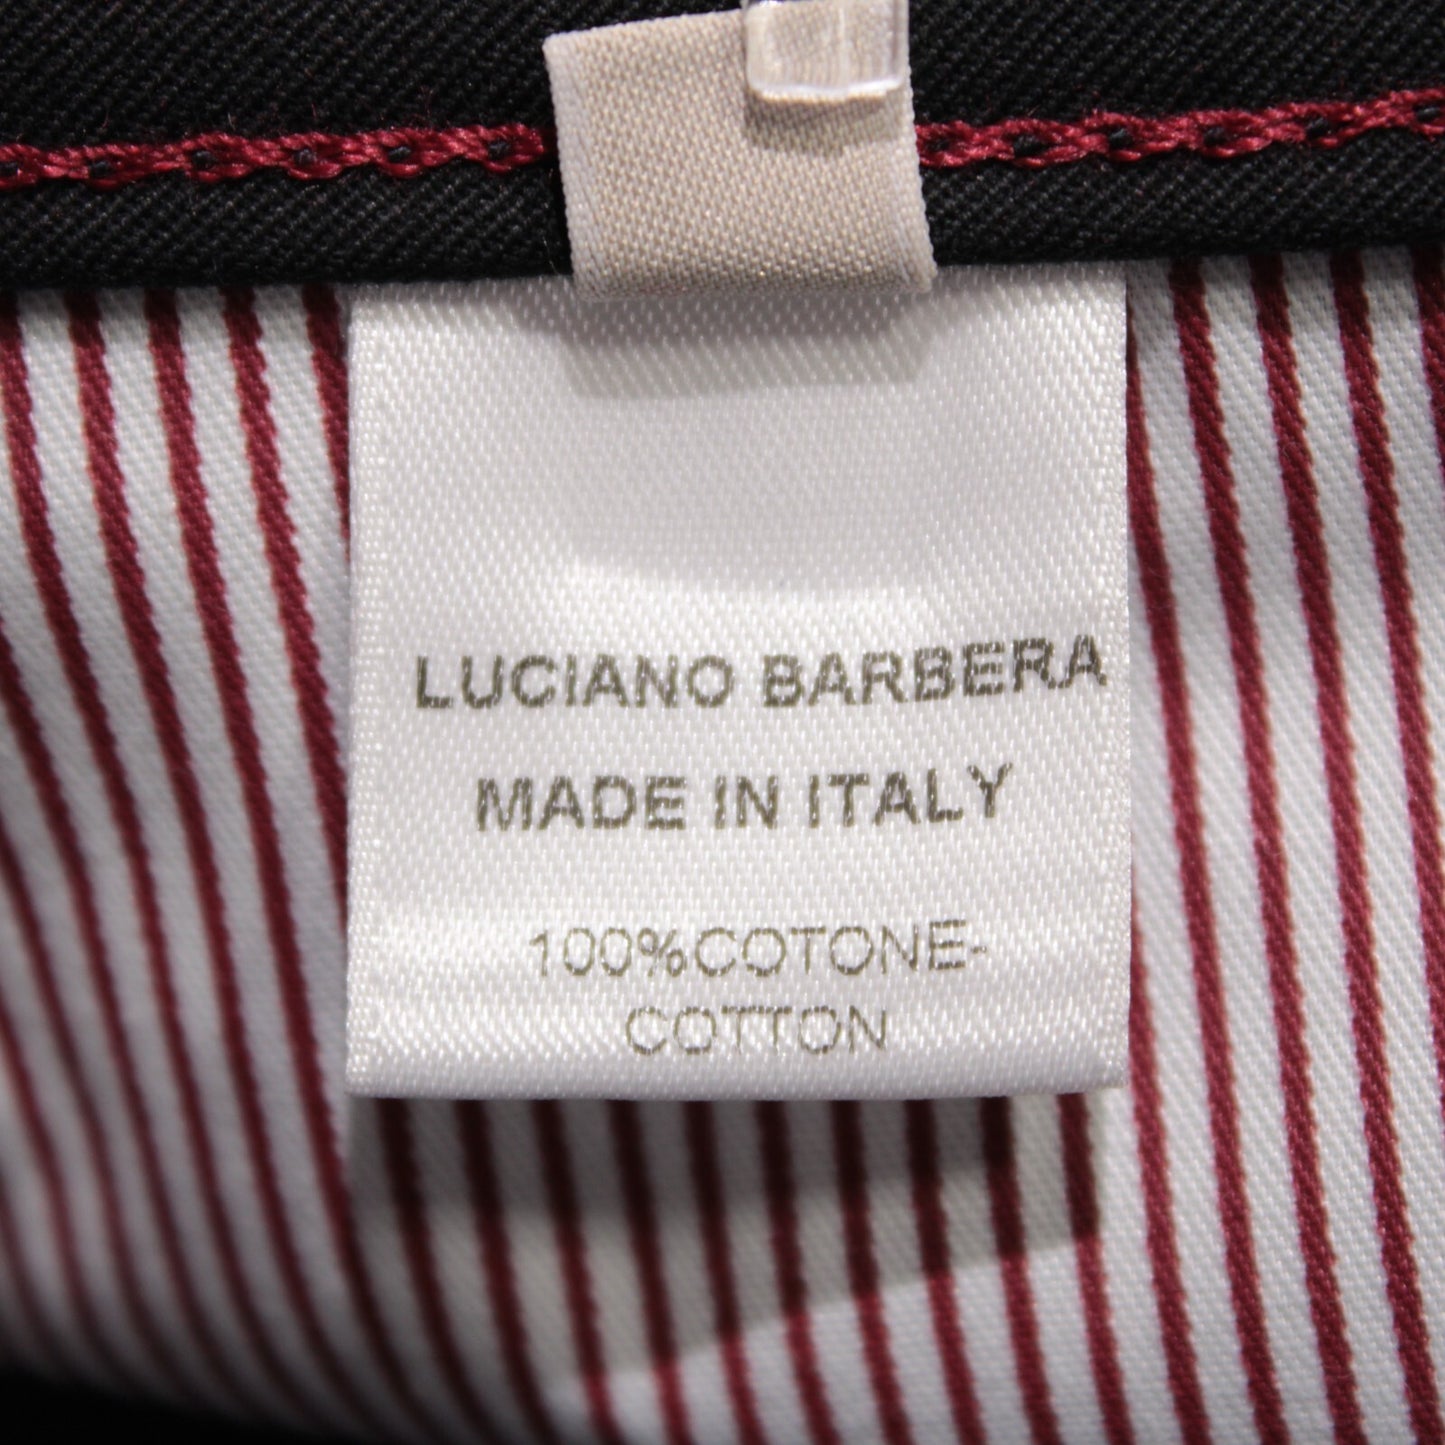 LUCIANO BARBERA
MADE IN ITALY
100%COTONE-
COTTON